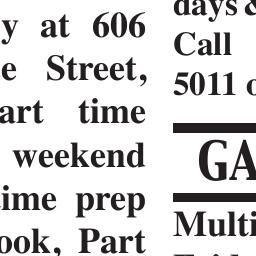 y at 606
e Street,
art time
weekend
ime prep
ook, Part
days &
Call
5011
GA
Multi